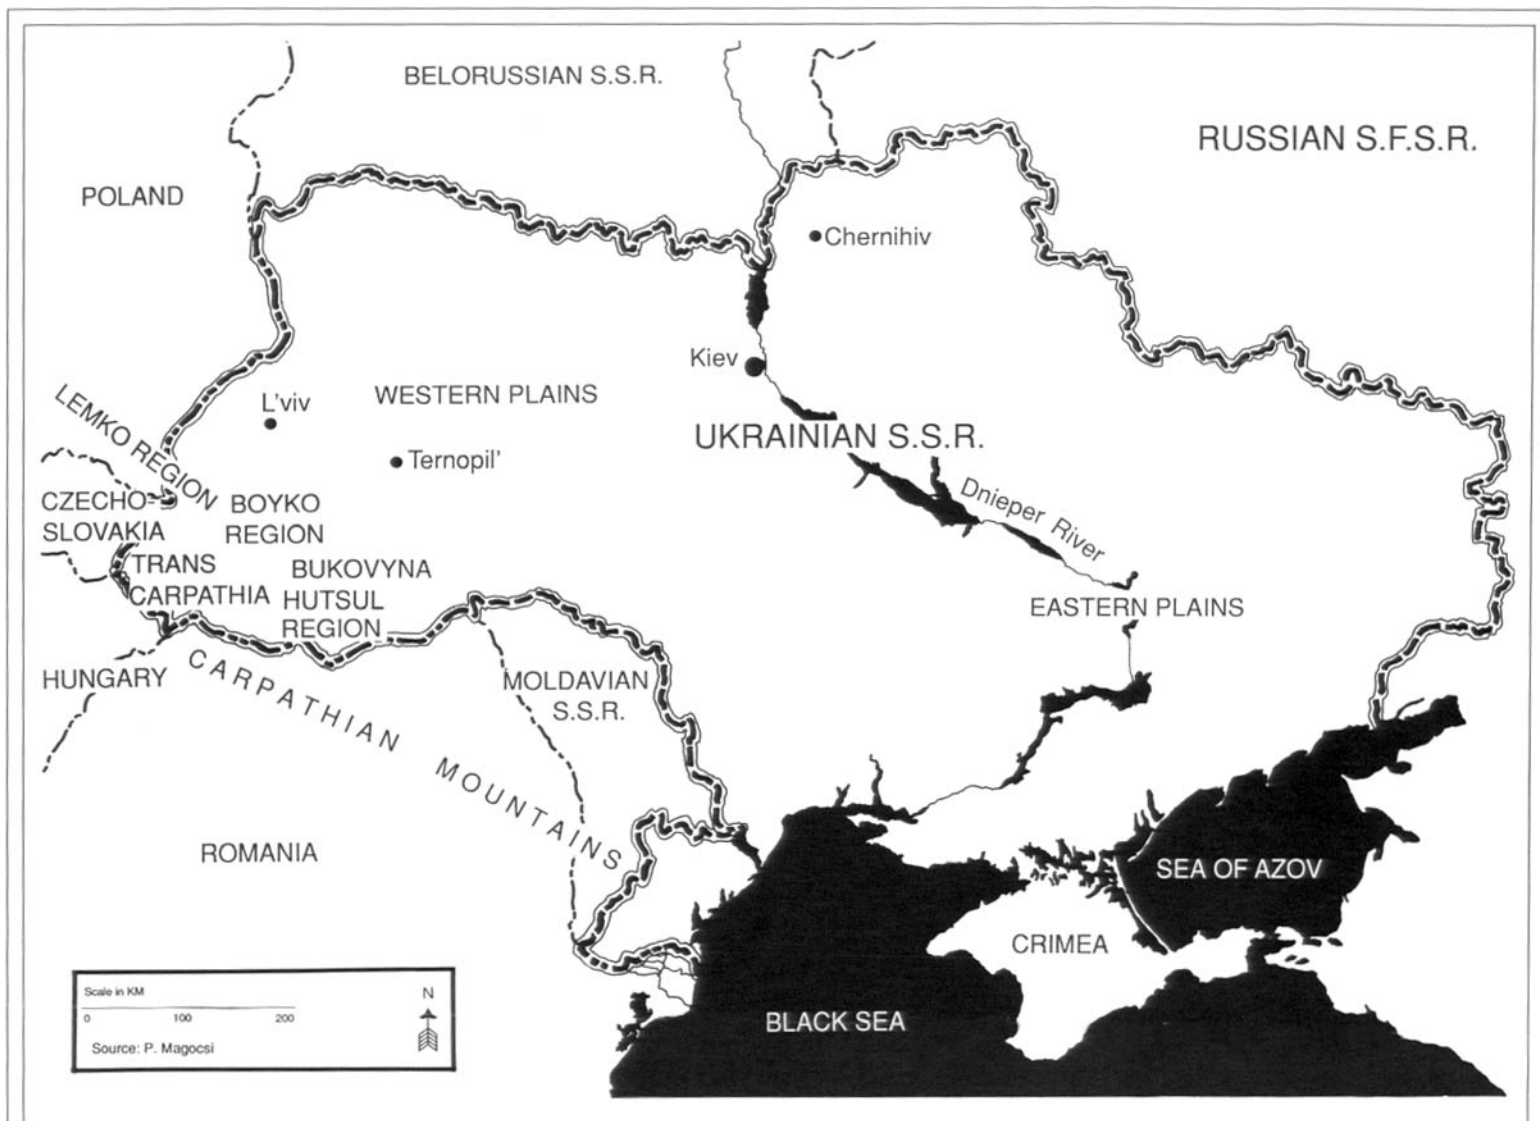 BELORUSSIAN S.S.R.
RUSSIAN S.F.S.R.
POLAND
Chernihiv
Kiev
WESTERN PLAINS
L'viv
UKRAINIAN S.S.R.
Ternopil'
LEMKO REGION
CZECHO-
SLOVAKIA
BOYKO
REGION
Dnieper River
TRANS
CARPATHIA
BUKOVYNA
HUTSUL
REGION
EASTERN PLAINS
HUNGARY
CARPATHIAN MOUNTAINS
MOLDAVIAN
S.S.R.
ROMANIA
SEA OF AZOV
CRIMEA
BLACK SEA
Scale in KM
0 100 200
N
Source: P. Magocsi